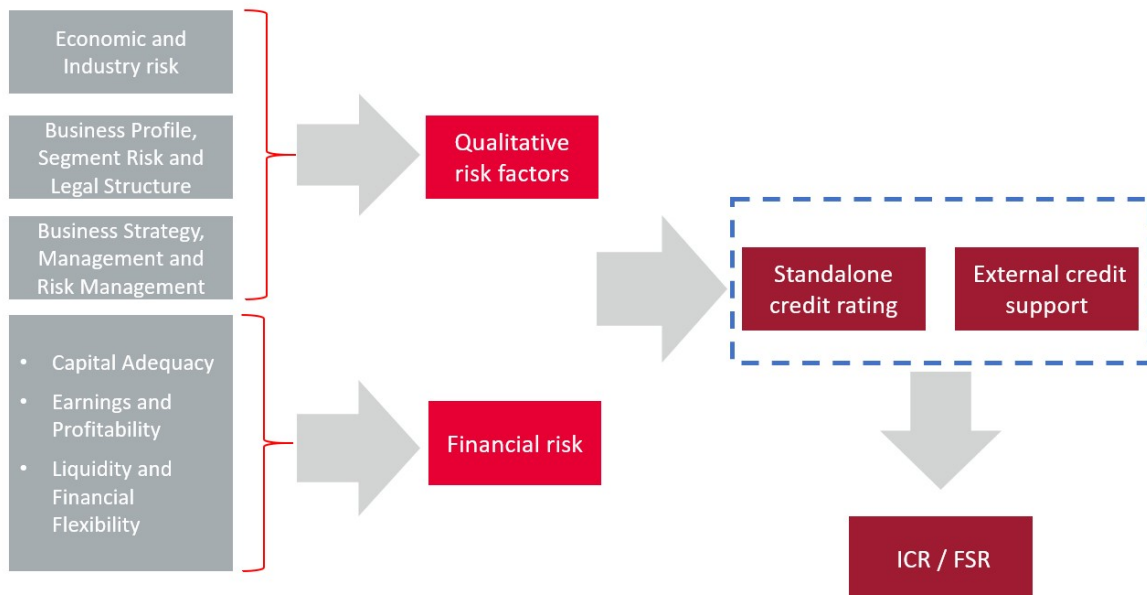 Economic and
Industry risk
Business Profile,
Segment Risk and
Legal Structure
Business Strategy,
Management and
Risk Management
• Capital Adequacy
• Earnings and
Profitability
• Liquidity and
Financial
Flexibility
Qualitative
risk factors
Financial risk
Standalone
credit rating
External credit
support
ICR / FSR